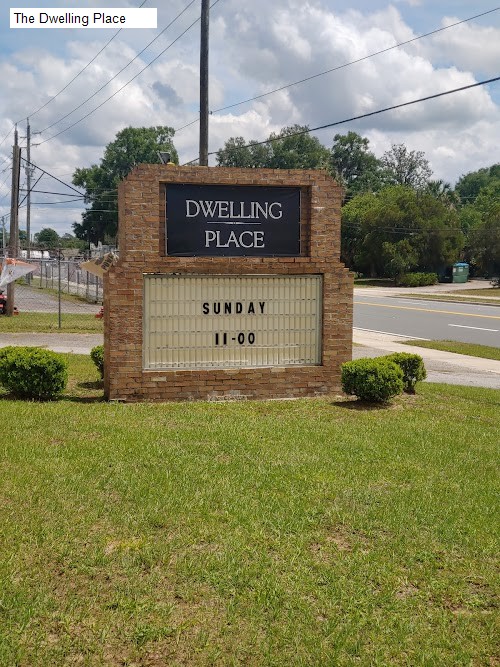 The Dwelling Place
DWELLING
PLACE
SUNDAY
11-00